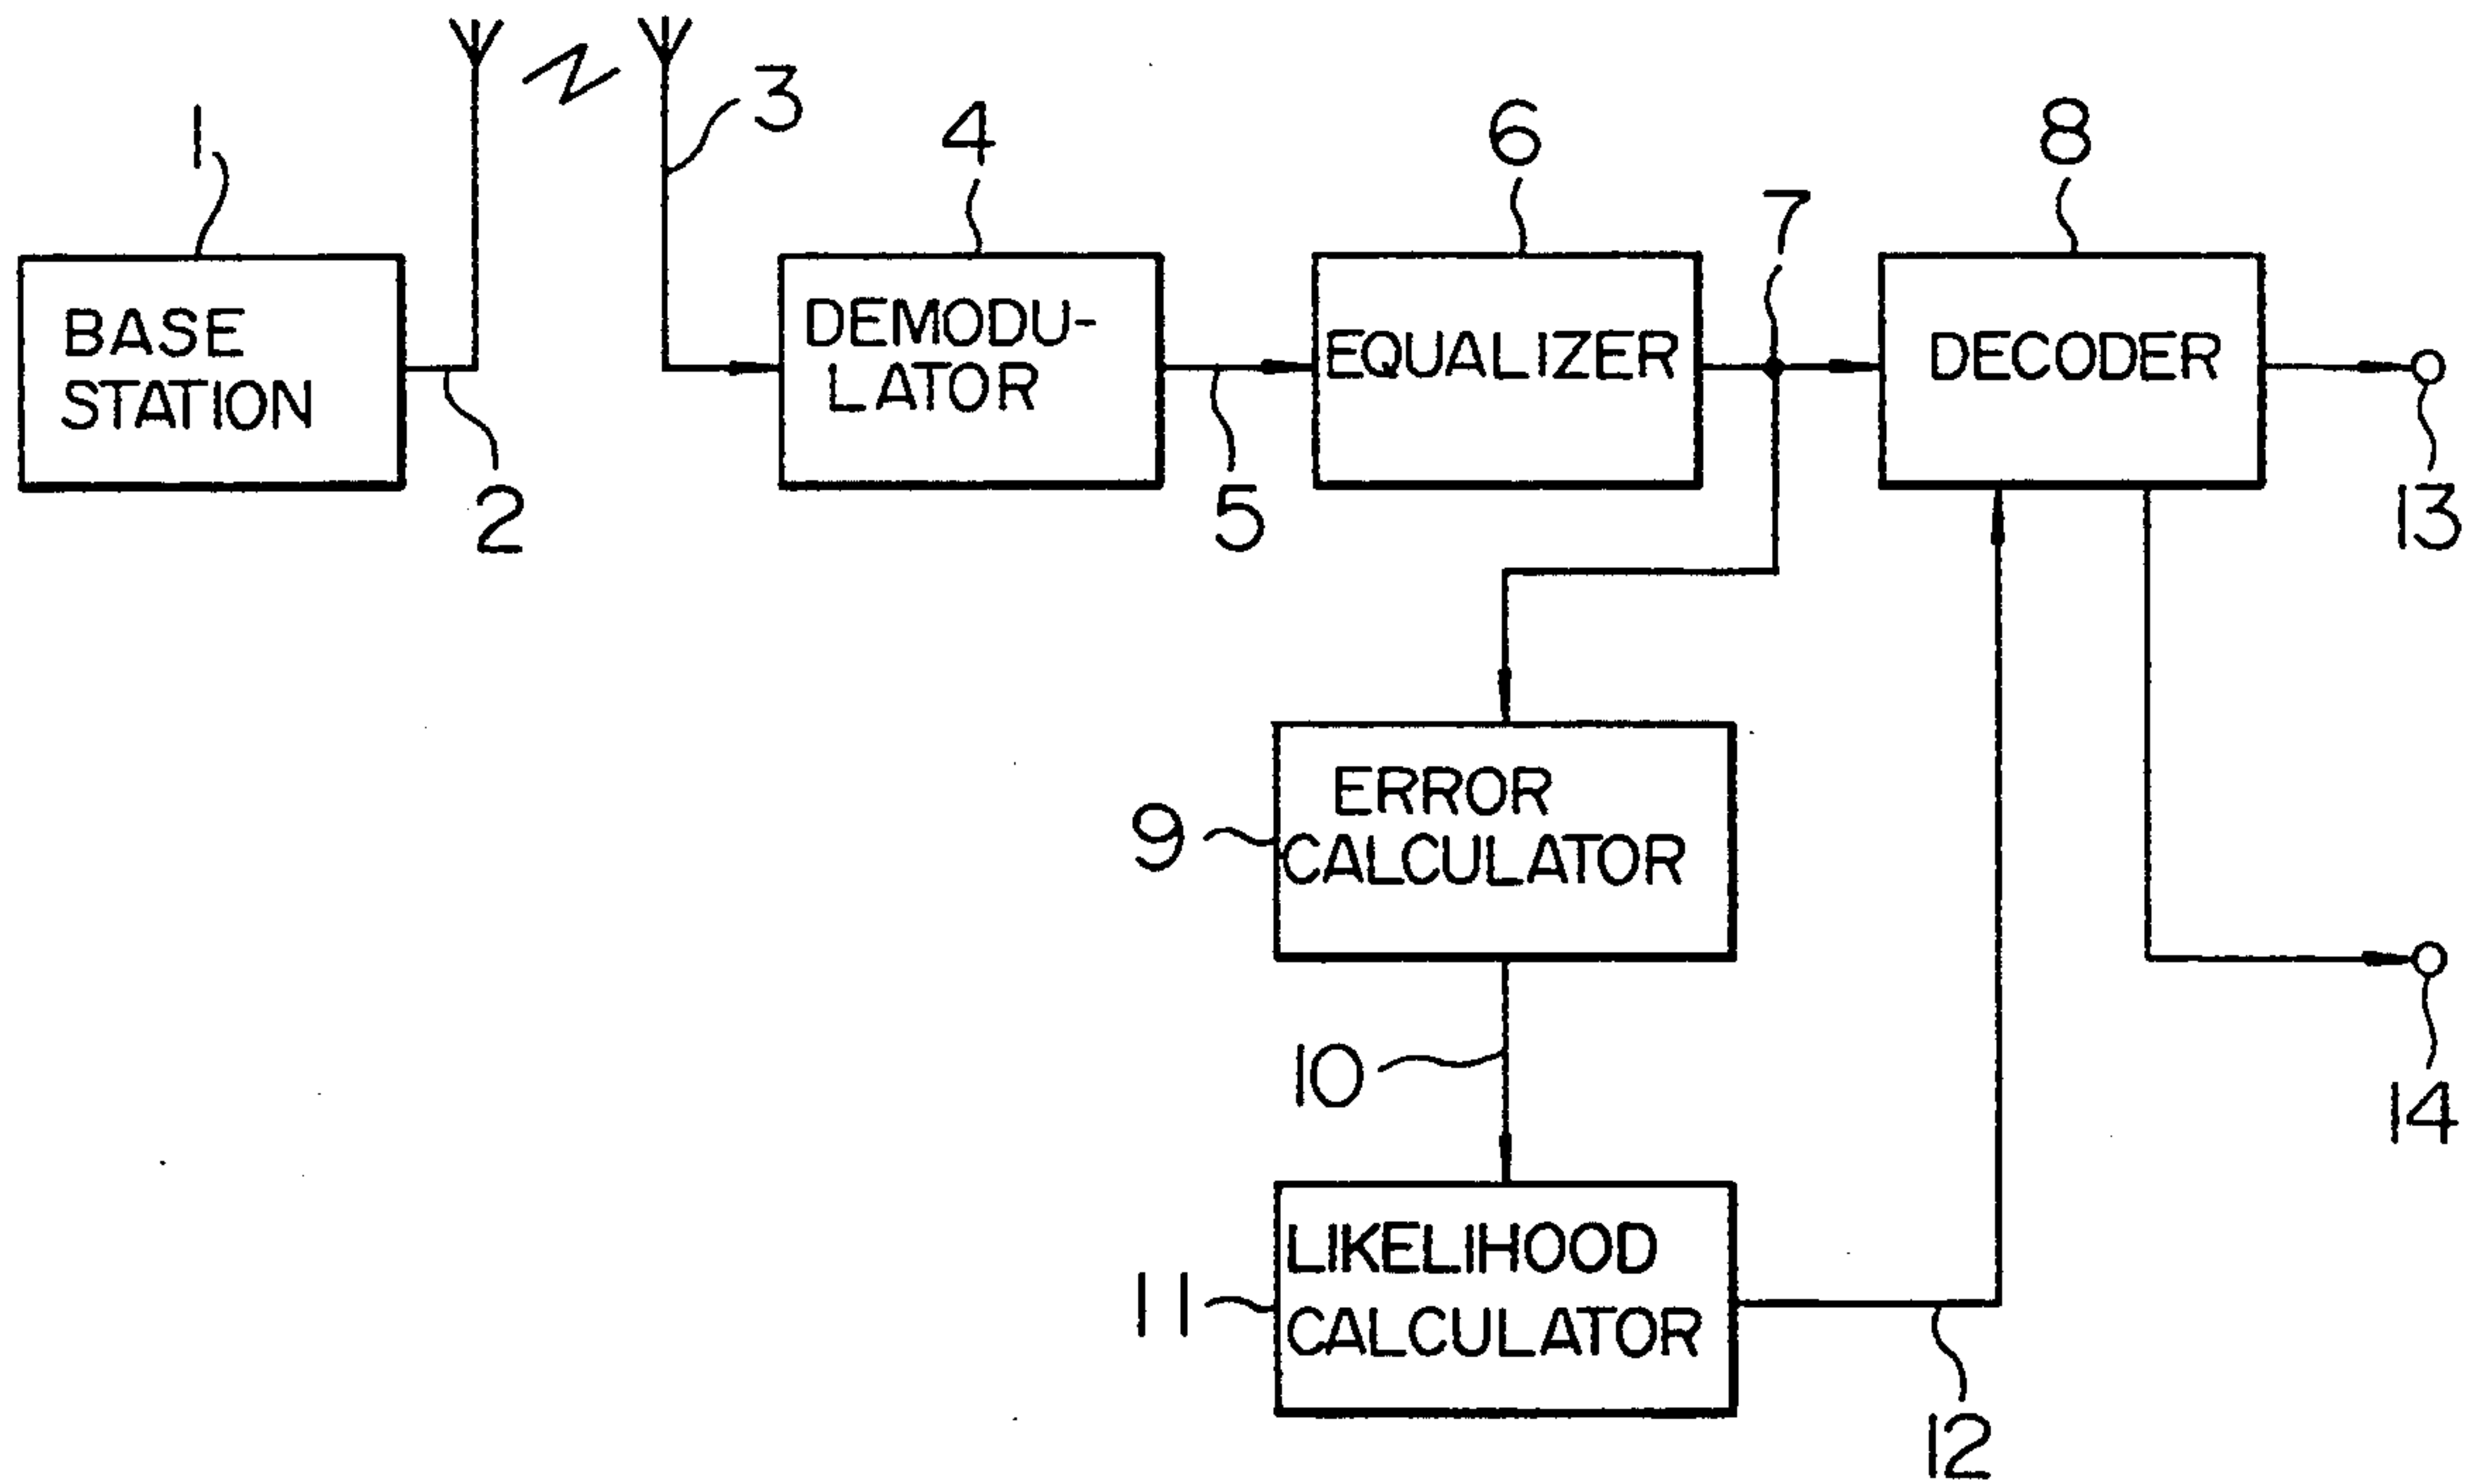 1
3
4
6
7
8
BASE
STATION
DEMODU-
LATOR
EQUALIZER
DECODER
2
5
13
ERROR
CALCULATOR
9
10
14
LIKELIHOOD
CALCULATOR
11
12